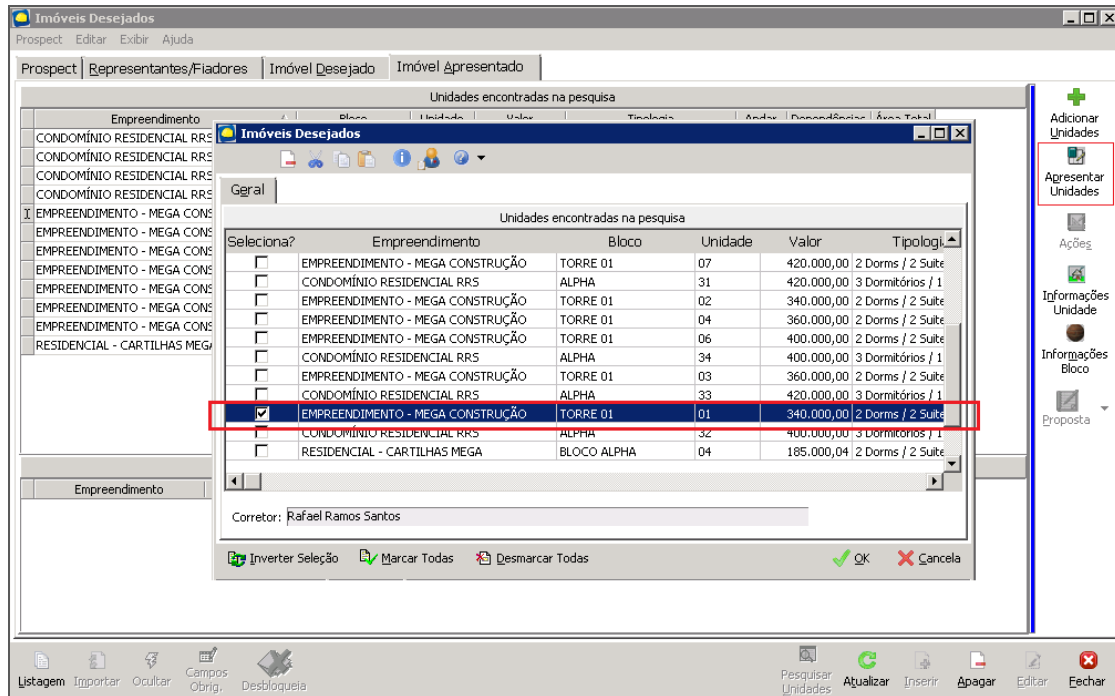 Imóveis Desejados
Prospect Editar Exibir Ajuda
Prospect Representantes/Fiadores Imóvel Desejado Imóvel Apresentado
Unidades encontradas na pesquisa
Empreendimento Bloco Unidade Valor Tipologia Andar Dependências Área Total
CONDOMÍNIO RESIDENCIAL RRS
CONDOMÍNIO RESIDENCIAL RRS
CONDOMÍNIO RESIDENCIAL RRS
CONDOMÍNIO RESIDENCIAL RRS
EMPREENDIMENTO - MEGA CONS
EMPREENDIMENTO - MEGA CONS
EMPREENDIMENTO - MEGA CONS
EMPREENDIMENTO - MEGA CONS
EMPREENDIMENTO - MEGA CONS
EMPREENDIMENTO - MEGA CONS
EMPREENDIMENTO - MEGA CONS
RESIDENCIAL - CARTILHAS MEGA
Empreendimento
Imóveis Desejados
Geral
Unidades encontradas na pesquisa
Seleciona? Empreendimento Bloco Unidade Valor Tipologi
EMPREENDIMENTO - MEGA CONSTRUÇÃO TORRE 01 07 420.000,00 2 Dorms / 2 Suite
CONDOMÍNIO RESIDENCIAL RRS ALPHA 31 420.000,00 3 Dormitórios / 1
EMPREENDIMENTO - MEGA CONSTRUÇÃO TORRE 01 02 340.000,00 2 Dorms / 2 Suite
EMPREENDIMENTO - MEGA CONSTRUÇÃO TORRE 01 04 360.000,00 2 Dorms / 2 Suite
EMPREENDIMENTO - MEGA CONSTRUÇÃO TORRE 01 06 400.000,00 2 Dorms / 2 Suite
CONDOMÍNIO RESIDENCIAL RRS ALPHA 34 400.000,00 3 Dormitórios / 1
EMPREENDIMENTO - MEGA CONSTRUÇÃO TORRE 01 03 360.000,00 2 Dorms / 2 Suite
CONDOMÍNIO RESIDENCIAL RRS ALPHA 33 420.000,00 3 Dormitórios / 1
EMPREENDIMENTO - MEGA CONSTRUÇÃO TORRE 01 01 340.000,00 2 Dorms / 2 Suite
CONDOMÍNIO RESIDENCIAL RRS ALPHA 32 400.000,00 3 Dormitórios / 1
RESIDENCIAL - CARTILHAS MEGA BLOCO ALPHA 04 185.000,04 2 Dorms / 2 Suite
Corretor: Rafael Ramos Santos
Inverter Seleção Marcar Todas Desmarcar Todas OK Cancela
Adicionar
Unidades
Apresentar
Unidades
Ações
Informações
Unidade
Informações
Bloco
Proposta
Listagem Importar Ocultar Campos Obrig. Desbloqueia Pesquisar Unidades Atualizar Inserir Apagar Editar Fechar